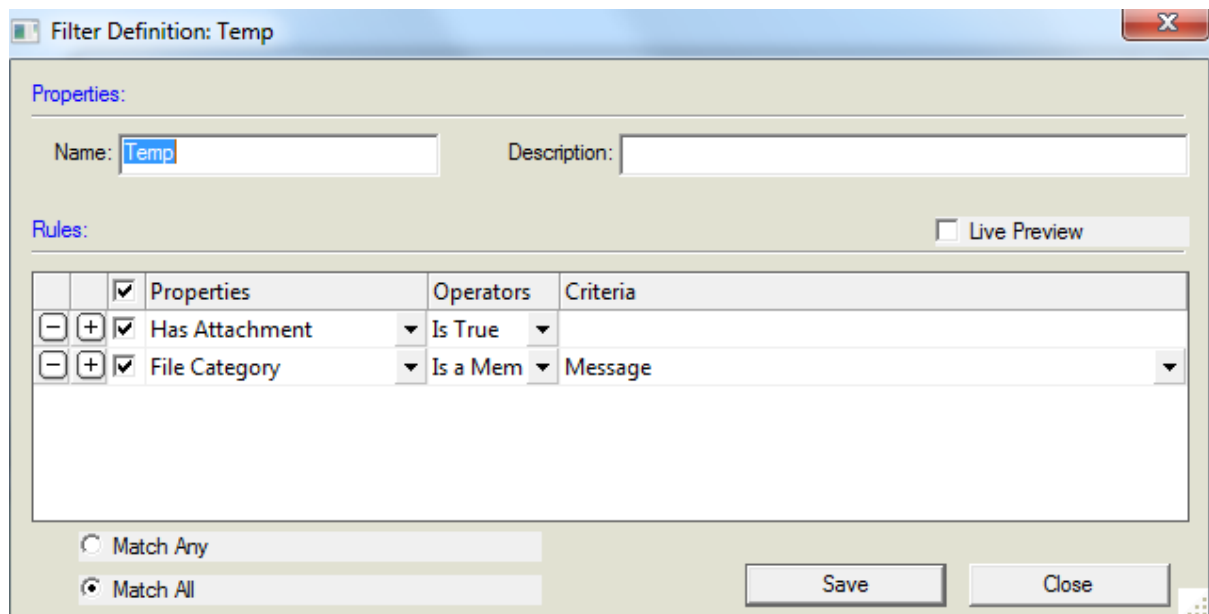 Filter Definition: Temp
Properties:
Name: Temp Description:
Rules: Live Preview
Properties Operators Criteria
Has Attachment Is True
File Category Is a Mem Message
Match Any
Match All Save Close